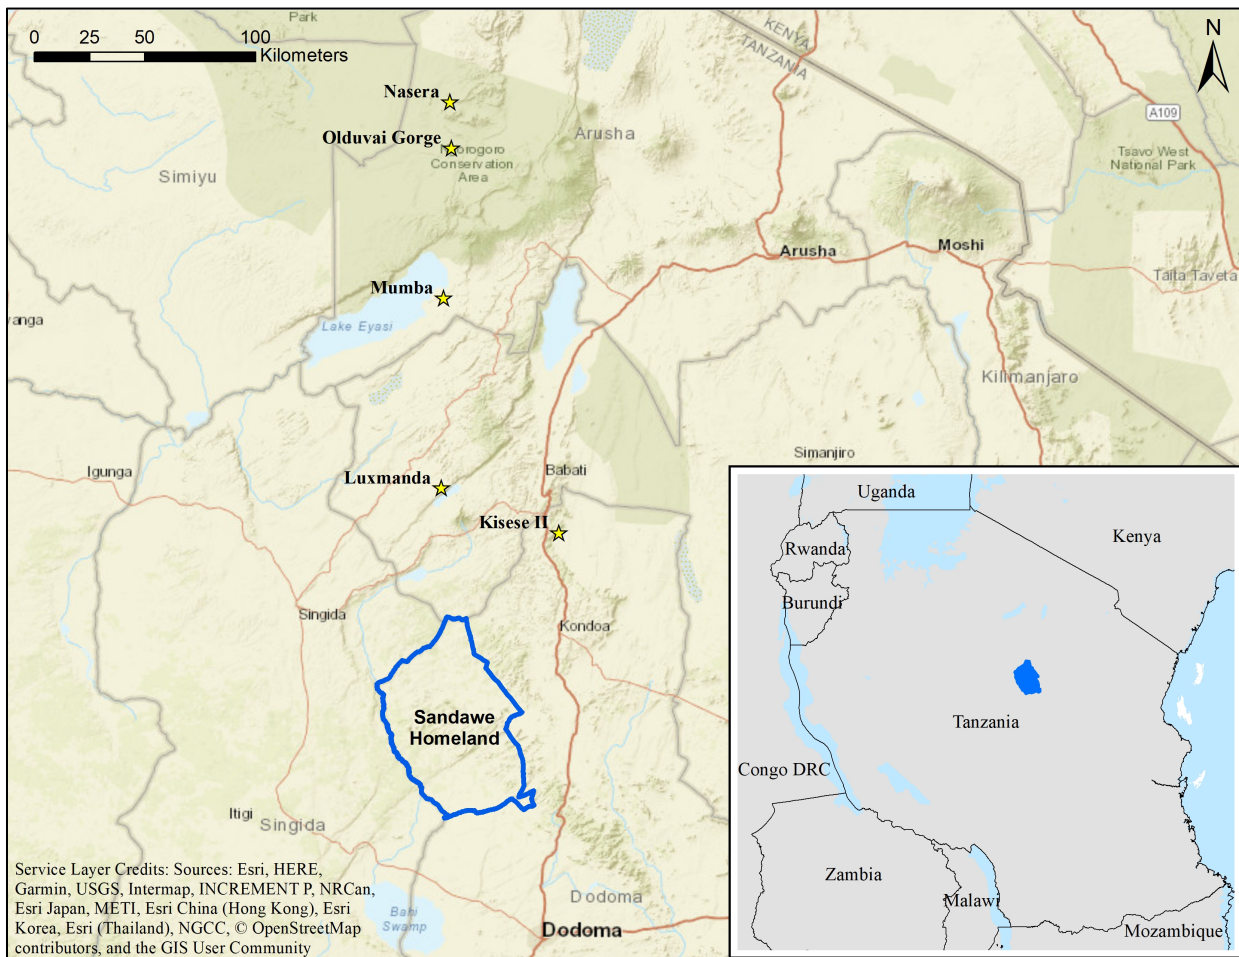 Park
0 25 50 100
Kilometers
KENYA
TANZANIA
N
A109
Nasera
Olduvai Gorge
Arusha
Conservation
Area
Simiyu
Tsavo West
National Park
Arusha
Moshi
Taita Taveta
Mumba
Lake Eyasi
Kilimanjaro
Simanjiro
Igunga
Babati
Luxmanda
Kisese II
Singida
Kondoa
Sandawe
Homeland
Itigi
Singida
Dodoma
Bahi
Swamp
Dodoma
Service Layer Credits: Sources: Esri, HERE,
Garmin, USGS, Intermap, INCREMENT P, NRCan,
Esri Japan, METI, Esri China (Hong Kong), Esri
Korea, Esri (Thailand), NGCC, © OpenStreetMap
contributors, and the GIS User Community
Uganda
Kenya
Rwanda
Burundi
Tanzania
Congo DRC
Zambia
Malawi
Mozambique